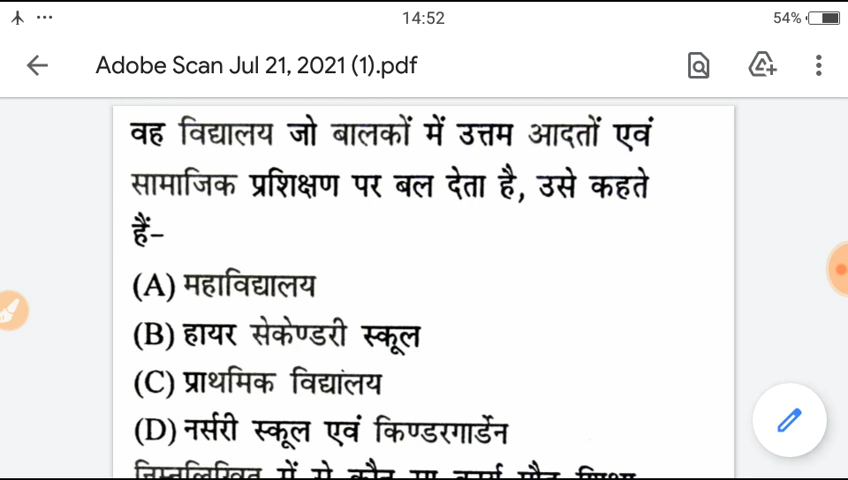 14:52
54%
Adobe Scan Jul 21, 2021 (1).pdf
वह विद्यालय जो बालकों में उत्तम आदतों एवं
सामाजिक प्रशिक्षण पर बल देता है, उसे कहते
हैं–
(A) महाविद्यालय
(B) हायर सेकेण्डरी स्कूल
(C) प्राथमिक विद्यालय
(D) नर्सरी स्कूल एवं किण्डरगार्डेन
निम्नलिखित में से कौन सा कार्य